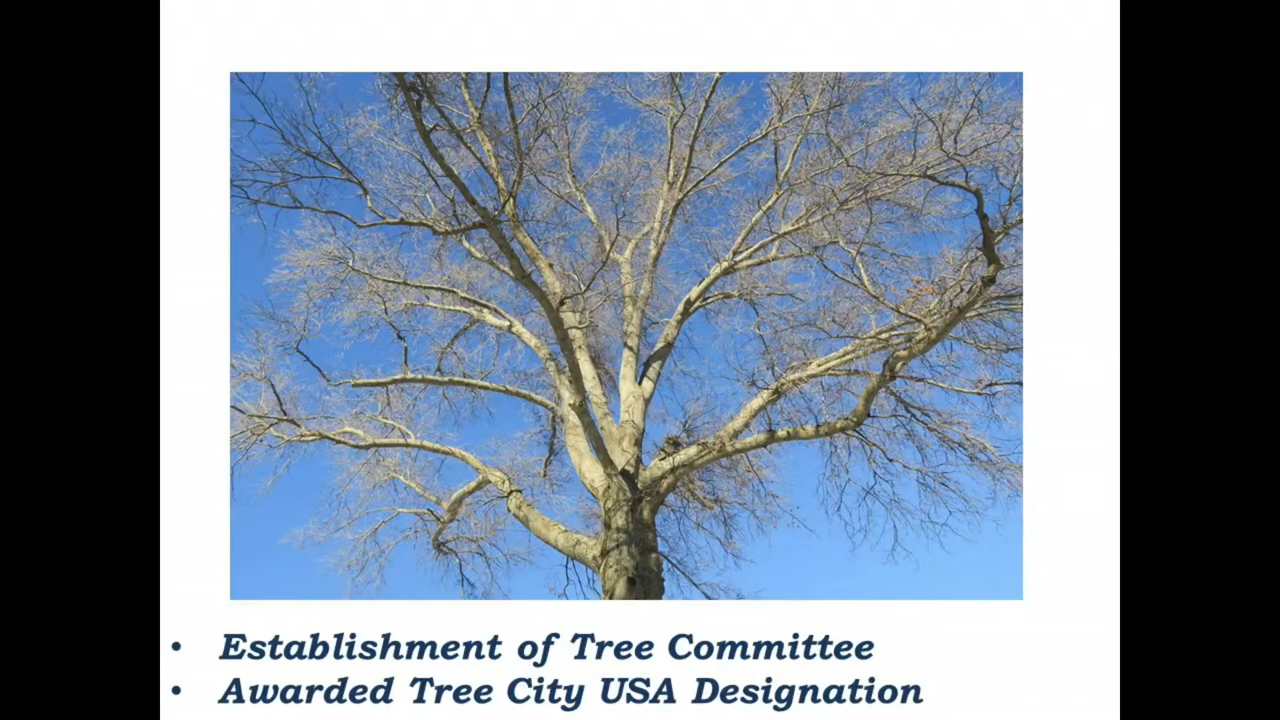 • Establishment of Tree Committee
• Awarded Tree City USA Designation